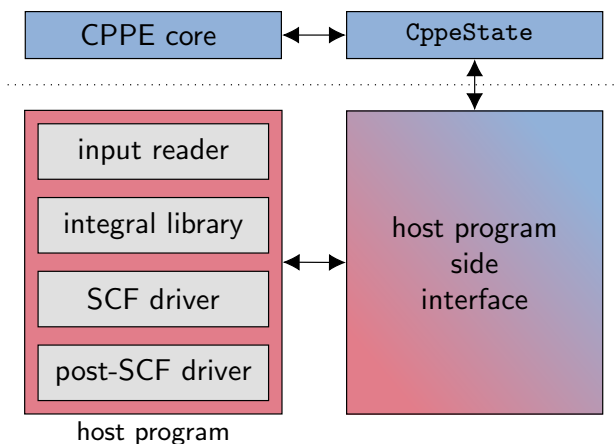 CPPE core
CppeState
input reader
integral library
SCF driver
post-SCF driver
host program
host program
side
interface